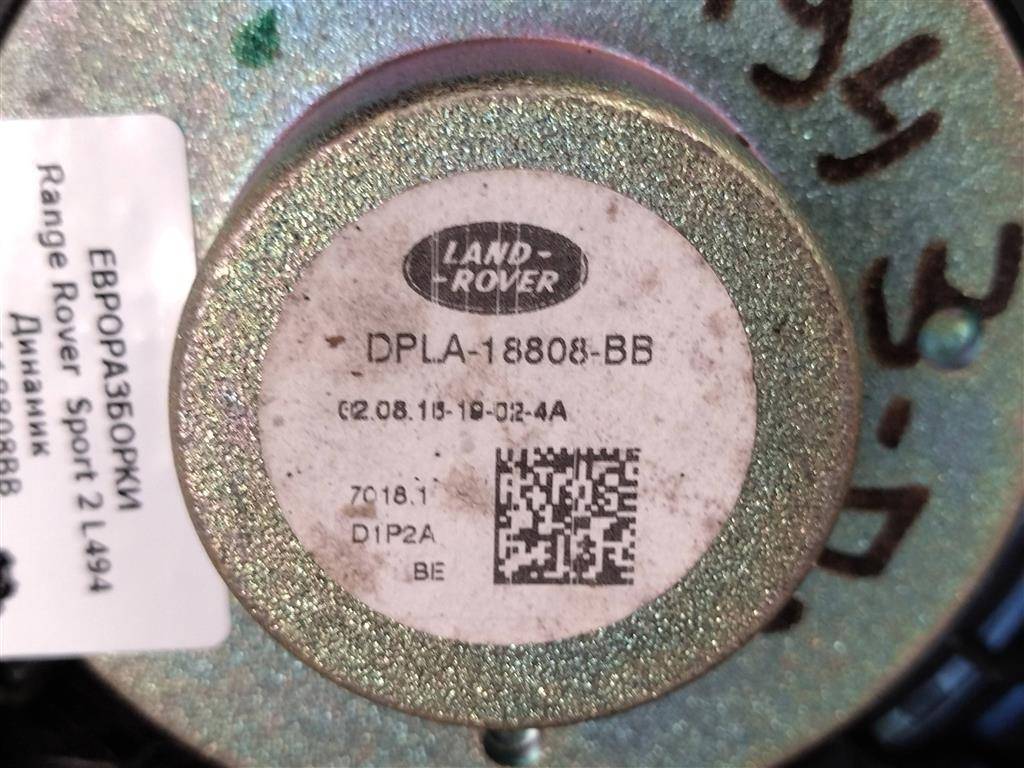 LAND-
-ROVER
DPLA-18808-BB
02.08.16-19-02-4A
7018.1
D1P2A
BE
ЕВРОРАЗБОРКИ
Range Rover Sport 2 L494
Динамик